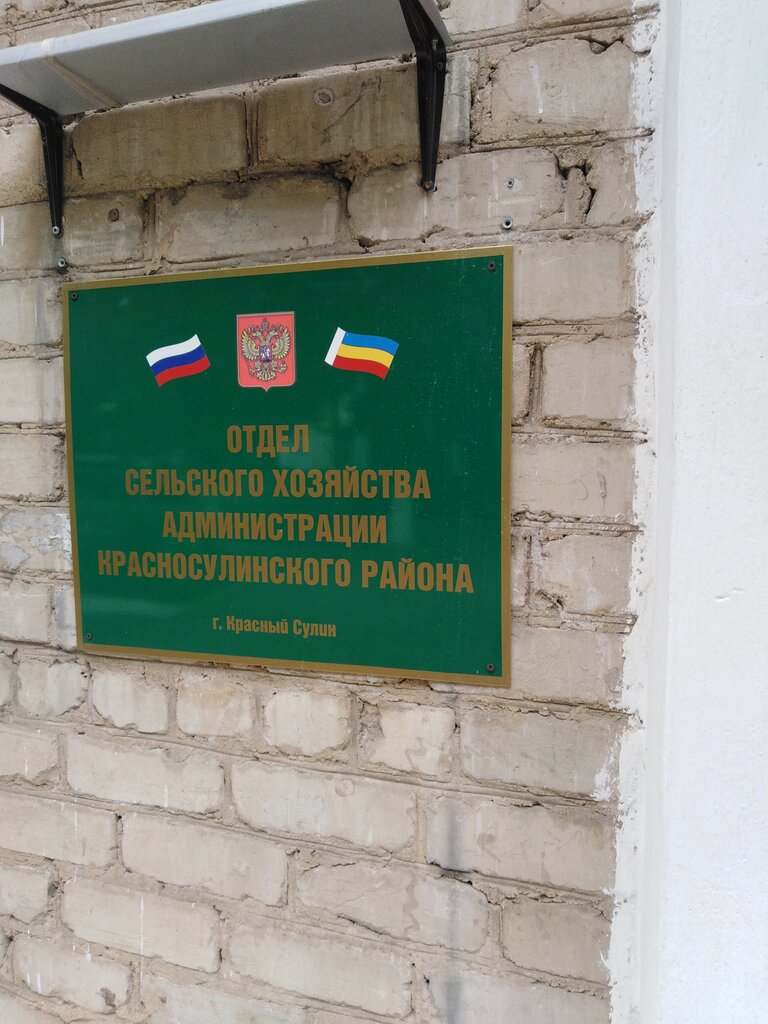 ОТДЕЛ
СЕЛЬСКОГО ХОЗЯЙСТВА
АДМИНИСТРАЦИИ
КРАСНОСУЛИНСКОГО РАЙОНА
г. Красный Сулин